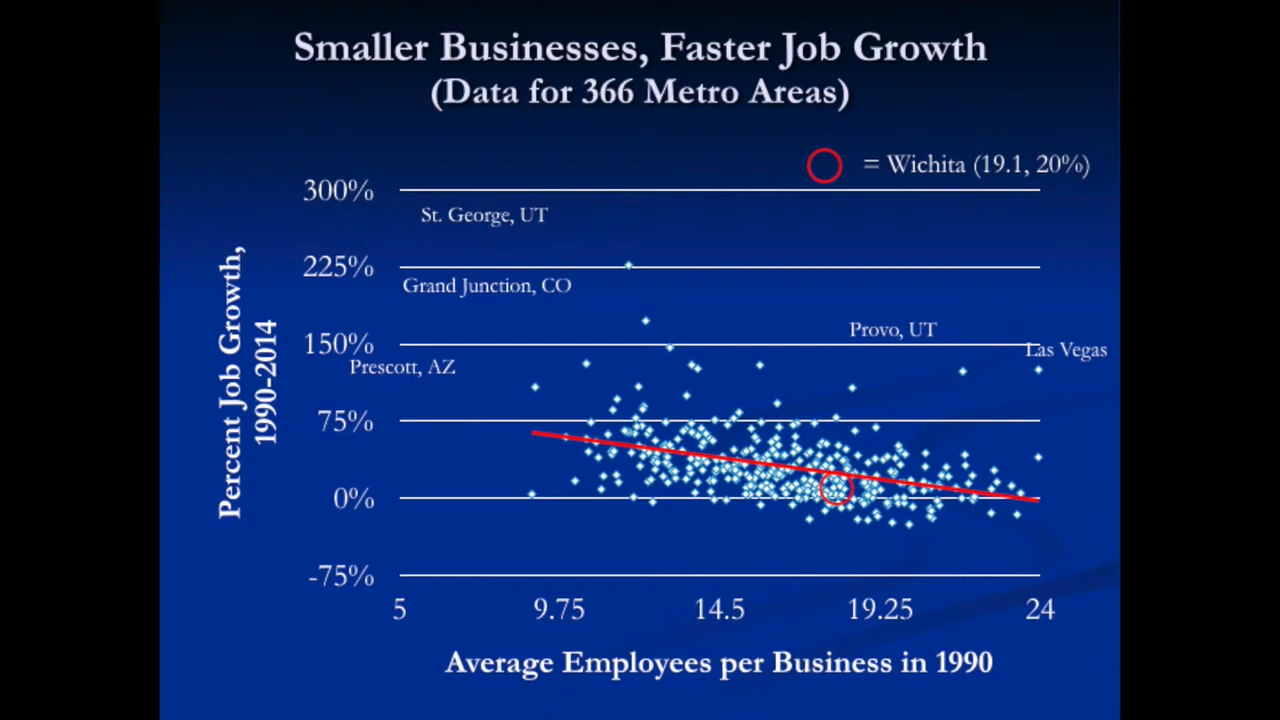 Smaller Businesses, Faster Job Growth
(Data for 366 Metro Areas)
= Wichita (19.1, 20%)
300%
St. George, UT
225%
Grand Junction, CO
Provo, UT
150%
Las Vegas
Prescott, AZ
75%
0%
-75%
Percent Job Growth,
1990-2014
5 9.75 14.5 19.25 24
Average Employees per Business in 1990